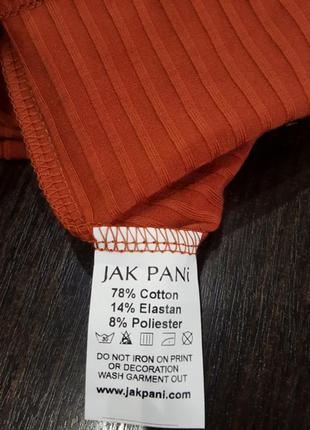 JAK PANi
78% Cotton
14% Elastan
8% Poliester
DO NOT IRON ON PRINT
OR DECORATION
WASH GARMENT OUT
www.jakpani.com